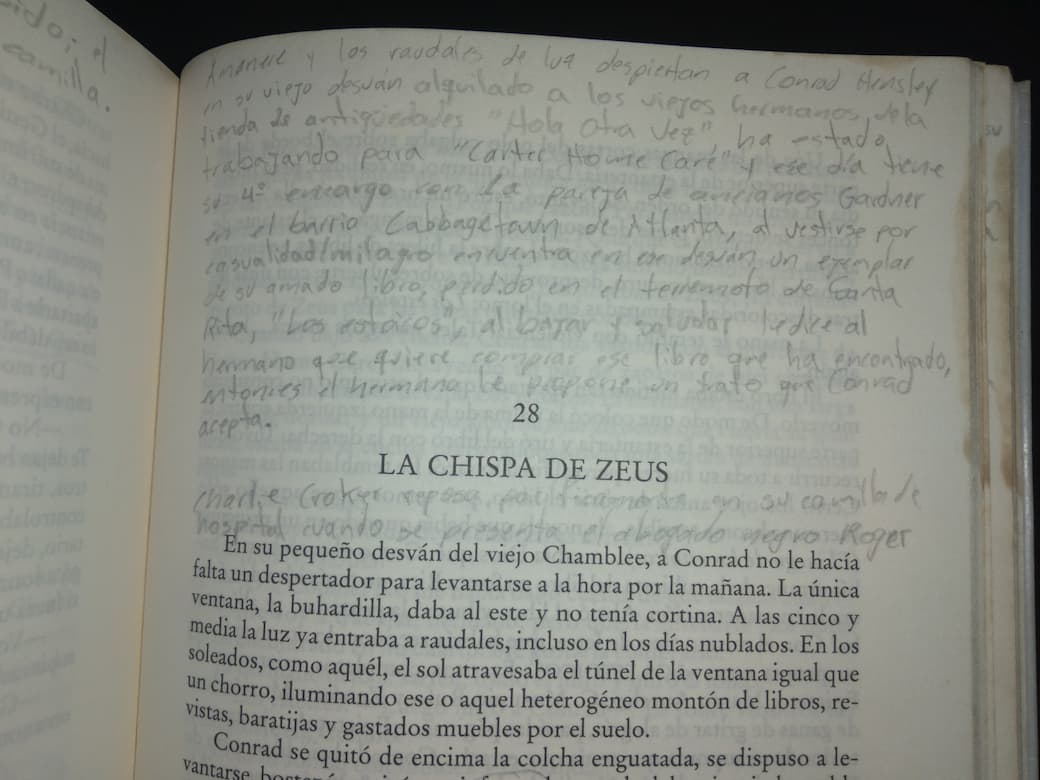 ido; el
camilla.
Amanece y los raudales de luz despiertan a Conrad Hensley
en su viejo desván alquilado a los viejos hermanos de la
tienda de antigüedades "Hola Otra Vez", ha estado
trabajando para "Carter Home Care" y ese día tiene
su 4º encargo con la pareja de ancianos Gardner
en el barrio Cabbagetawn de Atlanta, al vestirse por
casualidad/milagro encuentra en ese desván un ejemplar
de su amado libro perdido en el terremoto de Santa
Rita, "Los estoicos", al bajar y saludar le dice al
hermano que quiere comprar ese libro que ha encontrado,
entonces el hermano le propone un trato que Conrad
acepta.
28
LA CHISPA DE ZEUS
Charlie Croker reposa en su camilla de
hospital cuando se presenta el abogado negro Roger
En su pequeño desván del viejo Chamblee, a Conrad no le hacía
falta un despertador para levantarse a la hora por la mañana. La única
ventana, la buhardilla, daba al este y no tenía cortina. A las cinco y
media la luz ya entraba a raudales, incluso en los días nublados. En los
soleados, como aquél, el sol atravesaba el túnel de la ventana igual que
un chorro, iluminando ese o aquel heterogéneo montón de libros, re-
vistas, baratijas y gastados muebles por el suelo.
Conrad se quitó de encima la colcha enguatada, se dispuso a le-
vantarse